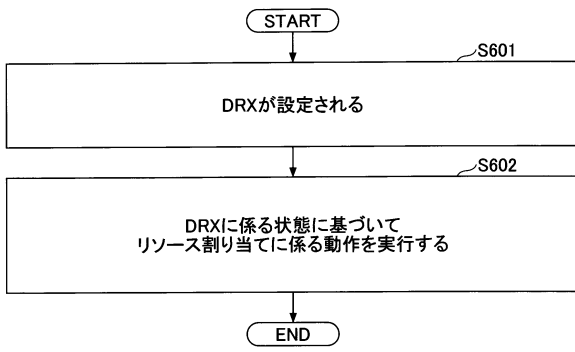 START
S601
DRXが設定される
S602
DRXに係る状態に基づいて
リソース割り当てに係る動作を実行する
END